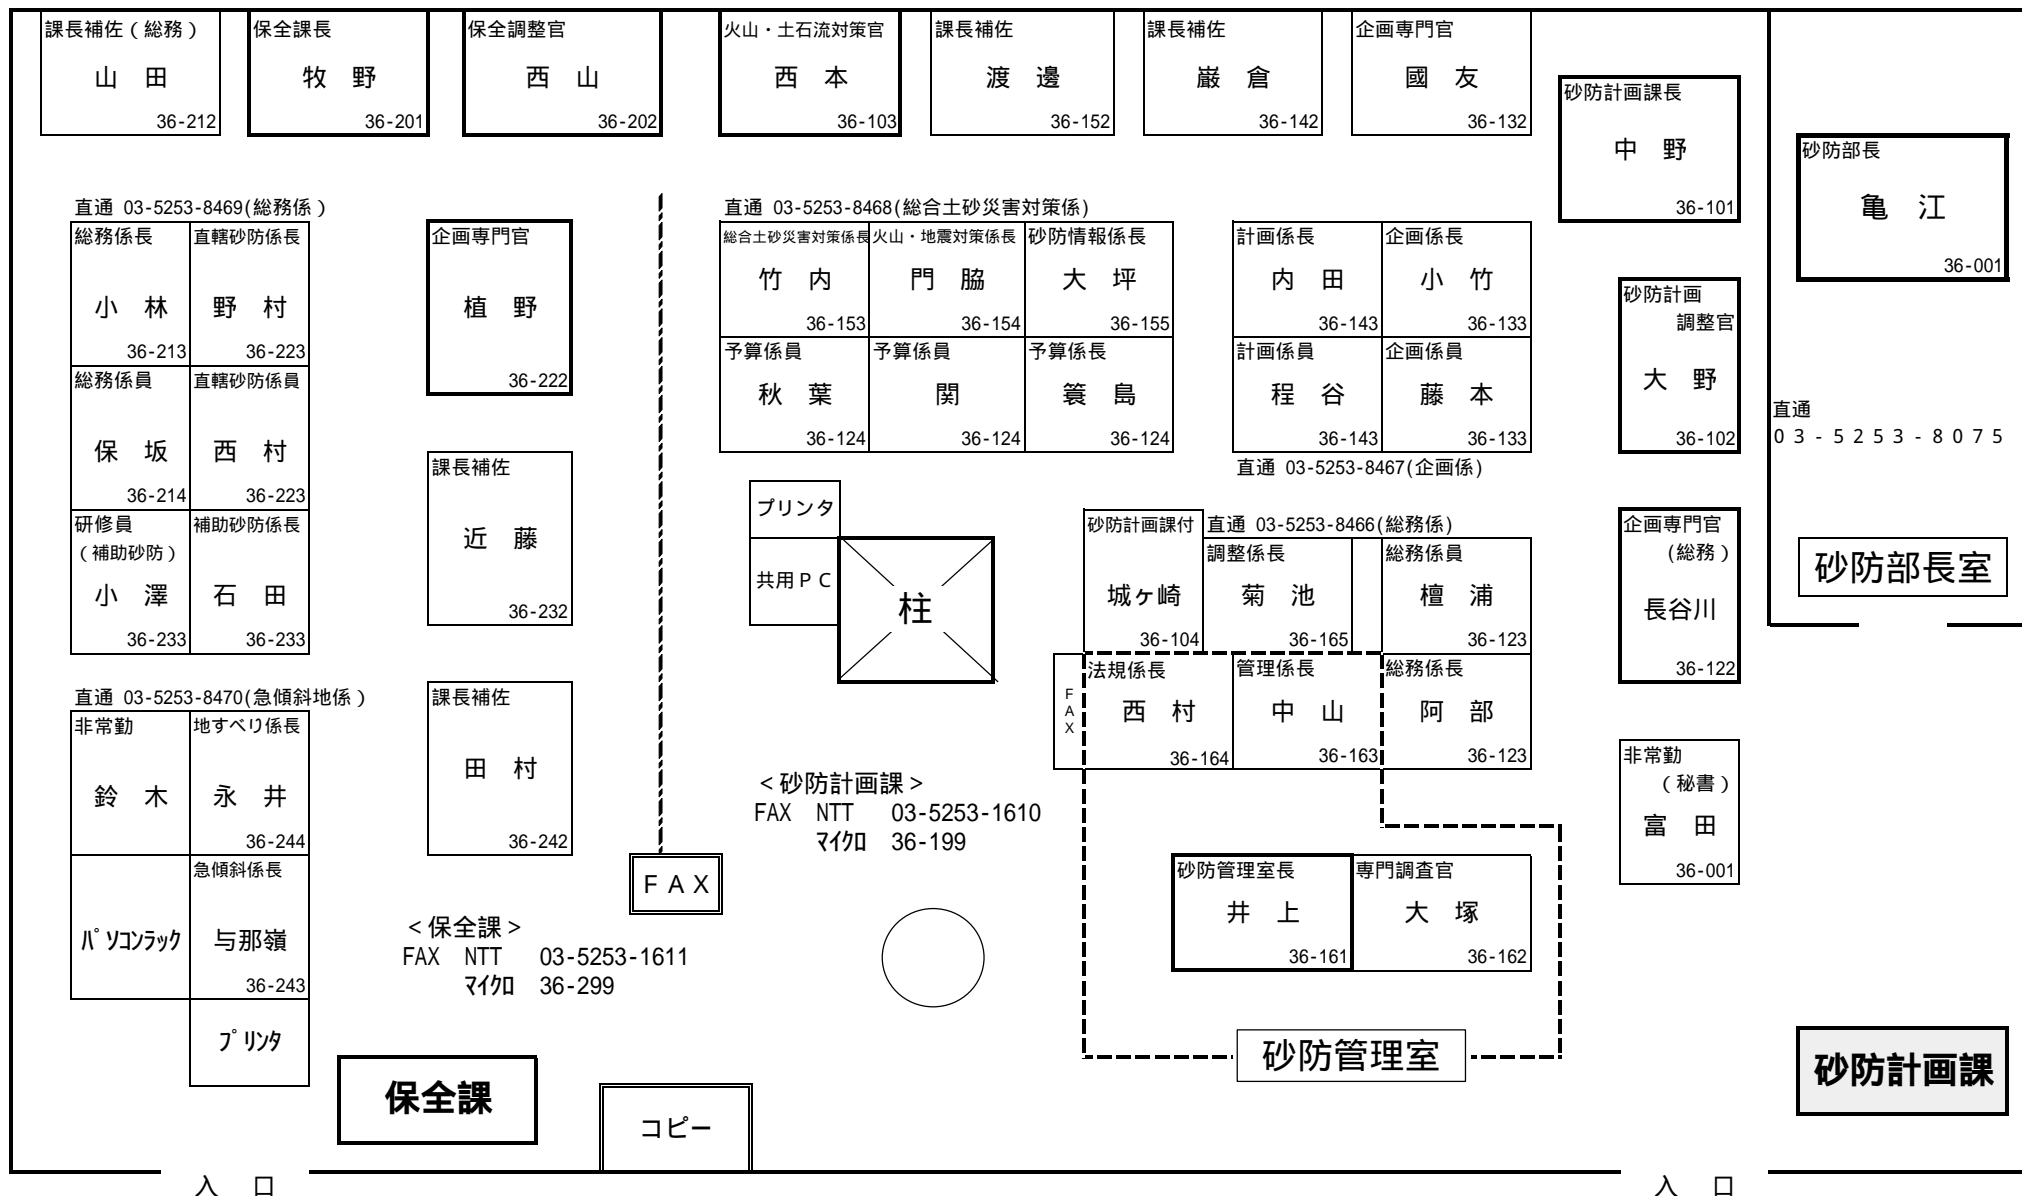 課長補佐(総務)
山 田
36-212
保全課長
牧 野
36-201
保全調整官
西 山
36-202
火山・土石流対策官
西 本
36-103
課長補佐
渡 邊
36-152
課長補佐
巌 倉
36-142
企画専門官
國 友
36-132
砂防計画課長
中 野
36-101
砂防部長
亀 江
36-001
直通 03-5253-8469(総務係)
総務係長
小 林
36-213
直轄砂防係長
野 村
36-223
総務係員
保 坂
36-214
直轄砂防係員
西 村
36-223
研修員
(補助砂防)
小 澤
36-233
補助砂防係長
石 田
36-233
企画専門官
植 野
36-222
課長補佐
近 藤
36-232
課長補佐
田 村
36-242
直通 03-5253-8468(総合土砂災害対策係)
総合土砂災害対策係長
竹 内
36-153
火山・地震対策係長
門 脇
36-154
砂防情報係長
大 坪
36-155
予算係員
秋 葉
36-124
予算係員
関
36-124
予算係長
簑 島
36-124
計画係長
内 田
36-143
企画係長
小 竹
36-133
計画係員
程 谷
36-143
企画係員
藤 本
36-133
直通 03-5253-8467(企画係)
砂防計画
調整官
大 野
36-102
直通
03-5253-8075
プリンタ
共用PC
柱
砂防計画課付
城ヶ崎
36-104
直通 03-5253-8466(総務係)
調整係長
菊 池
36-165
総務係員
檀 浦
36-123
FAX
法規係長
西 村
36-164
管理係長
中 山
36-163
総務係長
阿 部
36-123
企画専門官
(総務)
長谷川
36-122
砂防部長室
直通 03-5253-8470(急傾斜地係)
非常勤
鈴 木
地すべり係長
永 井
36-244
パソコンラック
急傾斜係長
与那嶺
36-243
プリンタ
<砂防計画課>
FAX NTT 03-5253-1610
マイクロ 36-199
FAX
<保全課>
FAX NTT 03-5253-1611
マイクロ 36-299
砂防管理室長
井 上
36-161
専門調査官
大 塚
36-162
非常勤
(秘書)
富 田
36-001
砂防管理室
保全課
コピー
砂防計画課
入 口
入 口